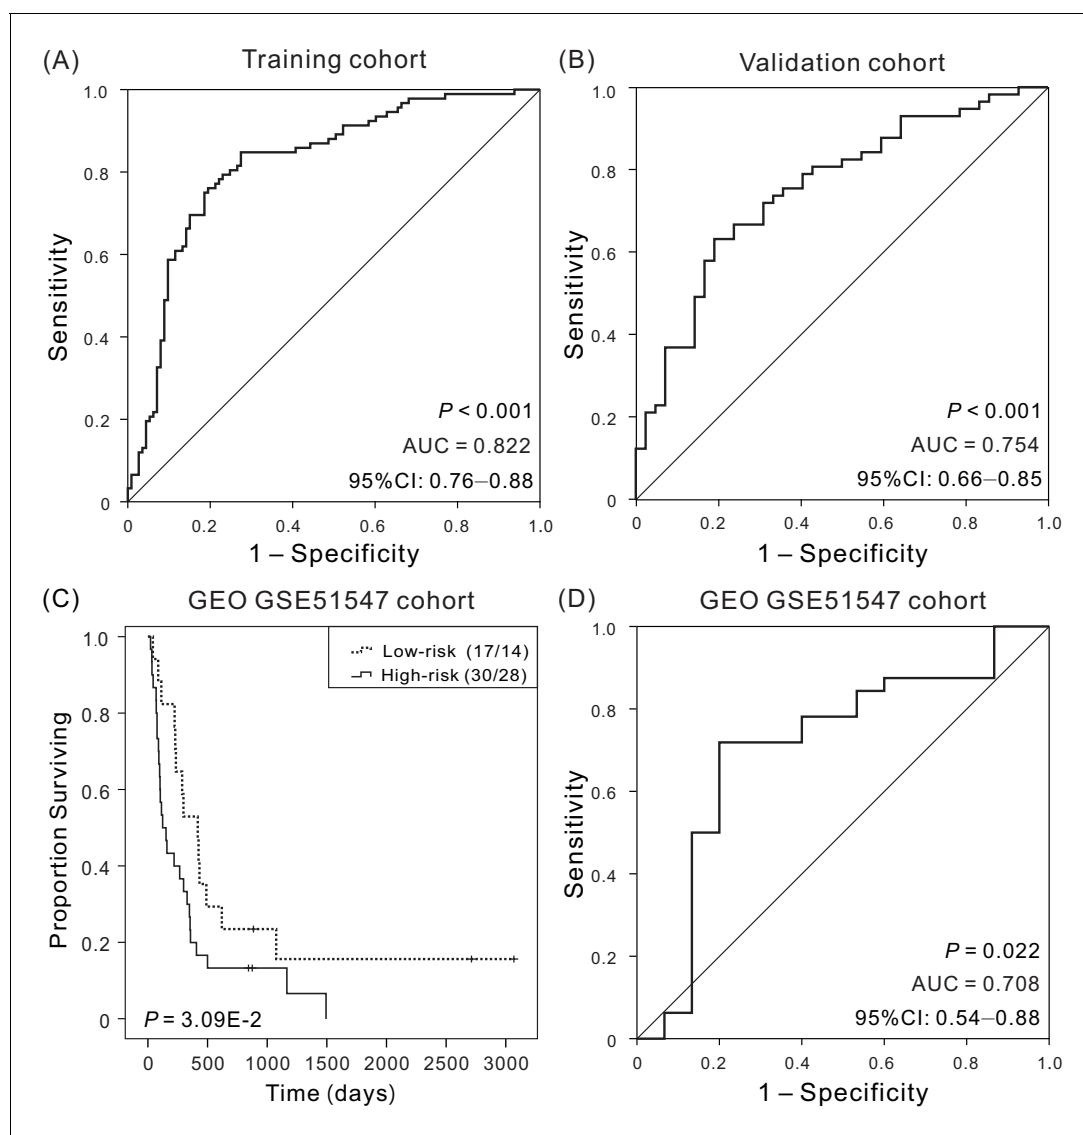 (A) Training cohort
Sensitivity
1.0
0.8
0.6
0.4
0.2
0
P < 0.001
AUC = 0.822
95%CI: 0.76–0.88
0 0.2 0.4 0.6 0.8 1.0
1 – Specificity
(B) Validation cohort
Sensitivity
1.0
0.8
0.6
0.4
0.2
0
P < 0.001
AUC = 0.754
95%CI: 0.66–0.85
0 0.2 0.4 0.6 0.8 1.0
1 – Specificity
(C) GEO GSE51547 cohort
Proportion Surviving
1.0
0.8
0.6
0.4
0.2
0
Low-risk (17/14)
High-risk (30/28)
P = 3.09E-2
0 500 1000 1500 2000 2500 3000
Time (days)
(D) GEO GSE51547 cohort
Sensitivity
1.0
0.8
0.6
0.4
0.2
0
P = 0.022
AUC = 0.708
95%CI: 0.54–0.88
0 0.2 0.4 0.6 0.8 1.0
1 – Specificity